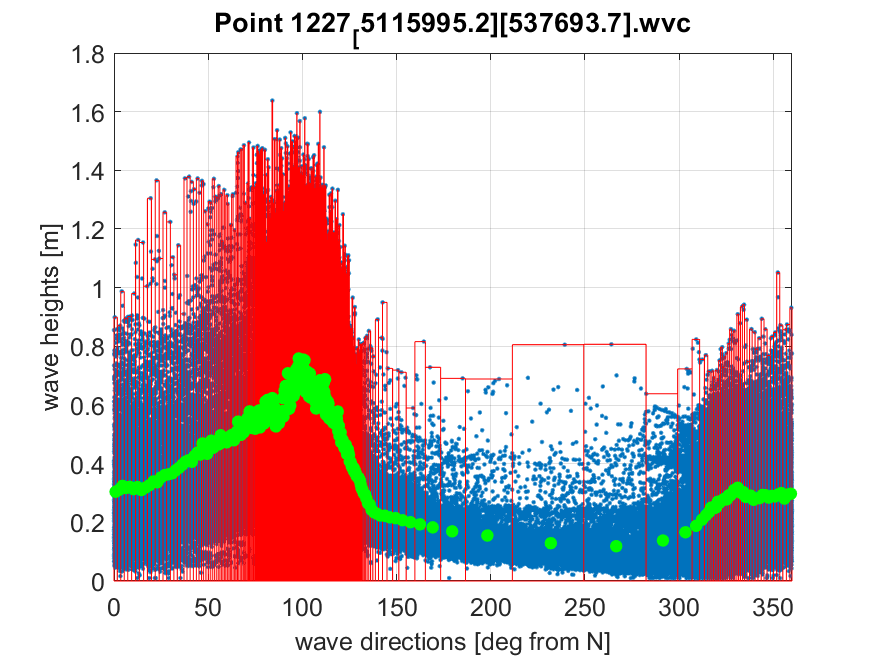 Point 1227[5115995.2][537693.7].wvc
1.8
1.6
1.4
1.2
1
0.8
0.6
0.4
0.2
0
wave heights [m]
0 50 100 150 200 250 300 350
wave directions [deg from N]